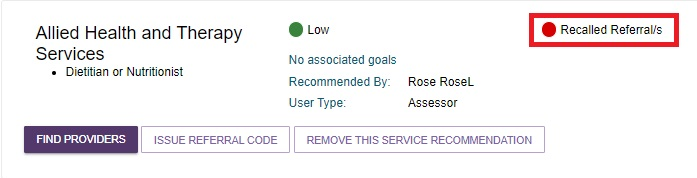 Allied Health and Therapy
Services
Dietitian or Nutritionist
Low
No associated goals
Recommended By: Rose RoseL
User Type: Assessor
Recalled Referral/s
FIND PROVIDERS
ISSUE REFERRAL CODE
REMOVE THIS SERVICE RECOMMENDATION